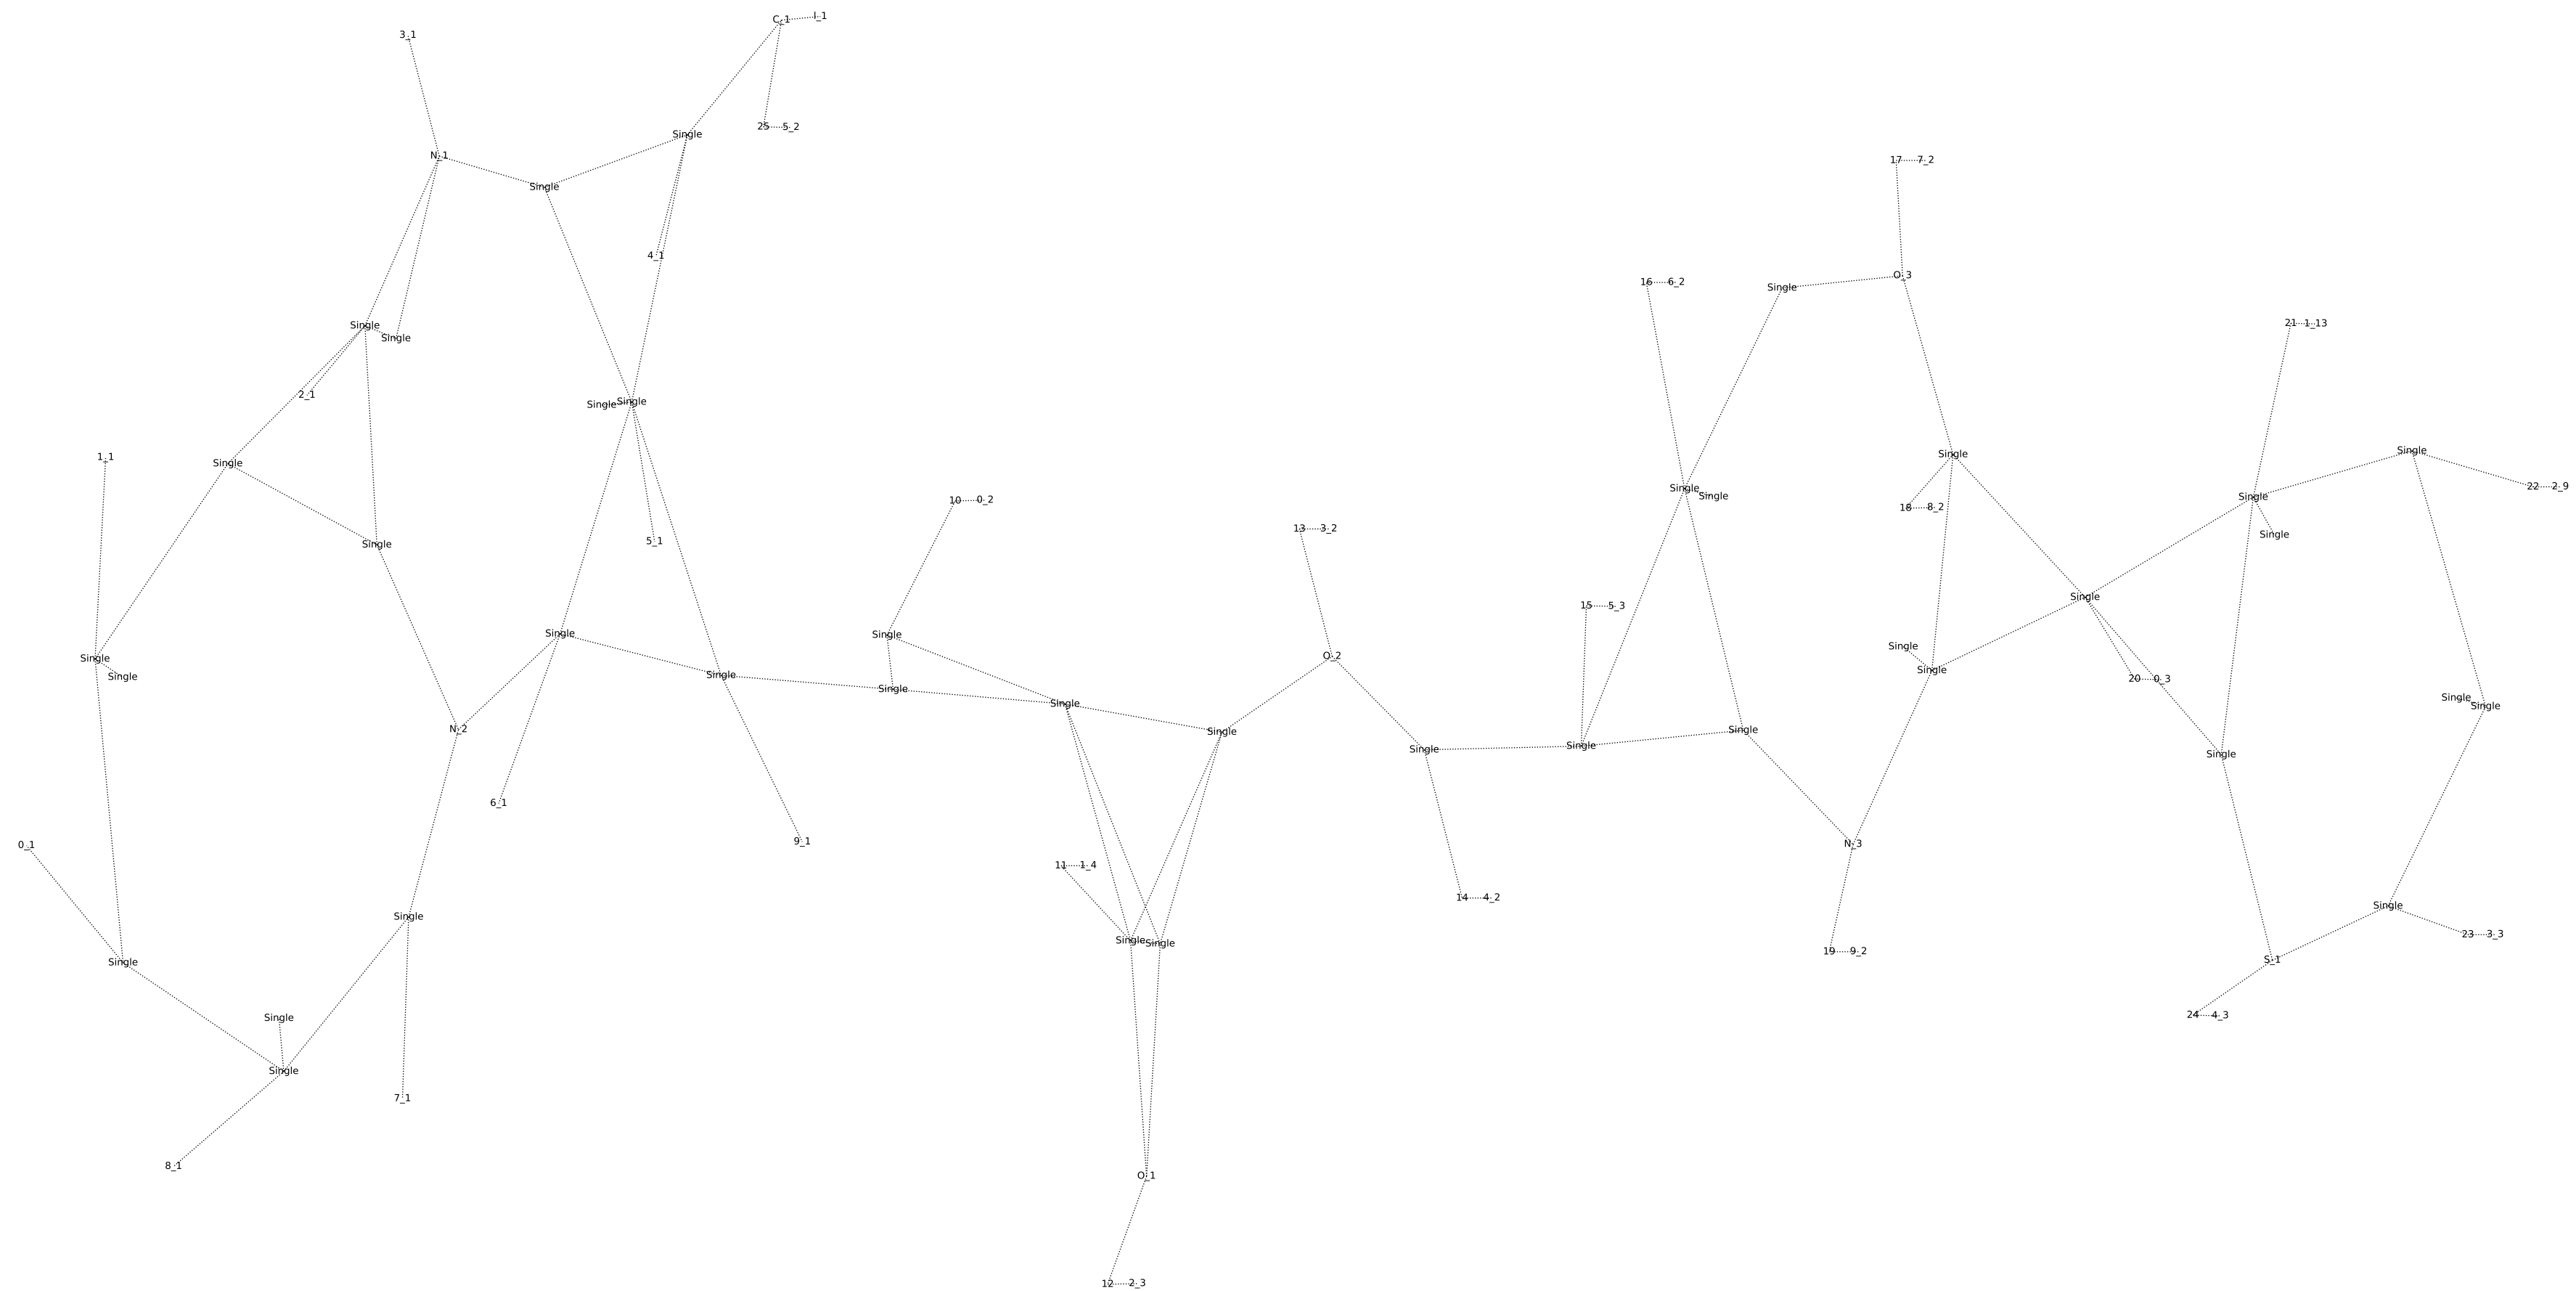 C_1 I_1
3_1
25 5_2
Single
N_1
17 7_2
Single
4_1
O_3
16 6_2
Single
21 1_13
Single
Single
2_1
Single
Single
Single
Single
1_1
Single
Single
22 2_9
Single
Single
Single
10 0_2
18 8_2
13 3_2
Single
5_1
Single
Single
15 5_3
Single
Single
Single
O_2
Single
Single
Single
Single
20 0_3
Single
Single
Single
Single
Single
N_2
Single
Single
Single
Single
Single
6_1
9_1
N_3
0_1
11 1_4
14 4_2
Single
Single
23 3_3
Single
Single
19 9_2
S_1
Single
24 4_3
Single
Single
7_1
8_1
O_1
12 2_3